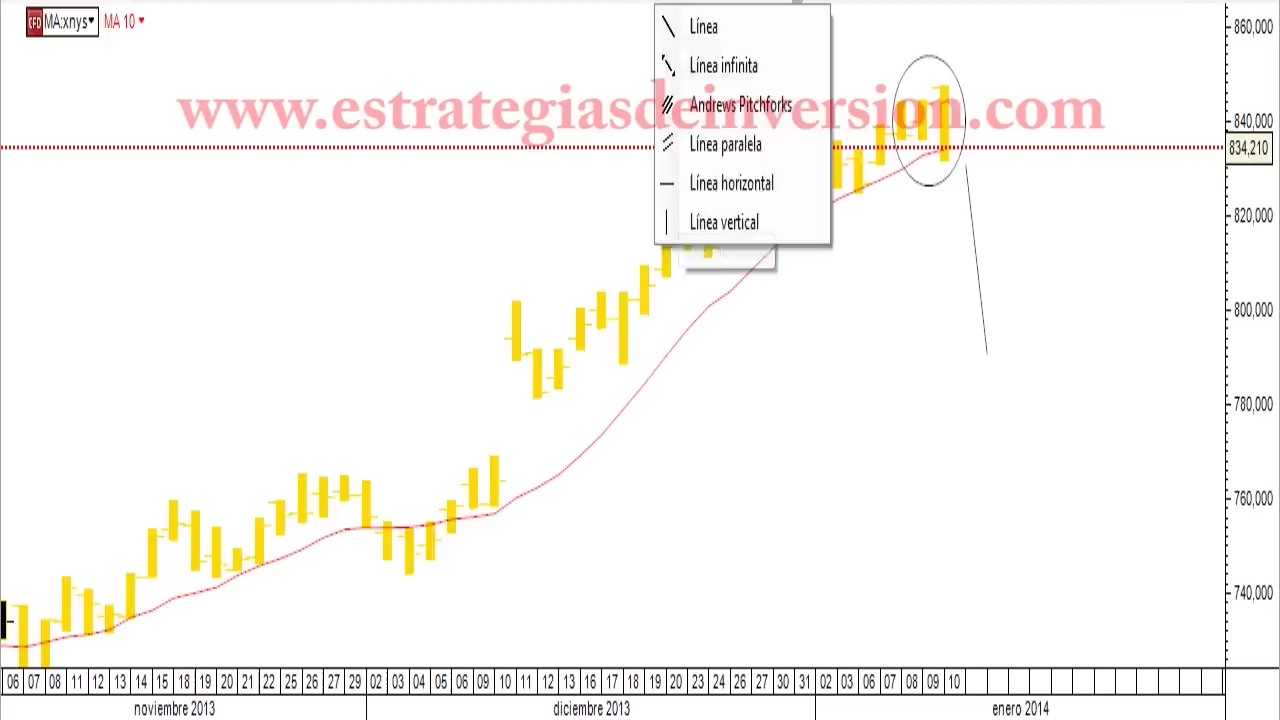 CFD MA:xnys MA 10
Línea
Línea infinita
Andrews Pitchforks
Línea paralela
Línea horizontal
Línea vertical
www.estrategiasdeinversion.com
860,000
840,000
834,210
820,000
800,000
780,000
760,000
740,000
06 07 08 11 12 13 14 15 18 19 20 21 22 25 26 27 29 02 03 04 05 06 09 10 11 12 13 16 17 18 19 20 23 24 26 27 30 31 02 03 06 07 08 09 10
noviembre 2013 diciembre 2013 enero 2014